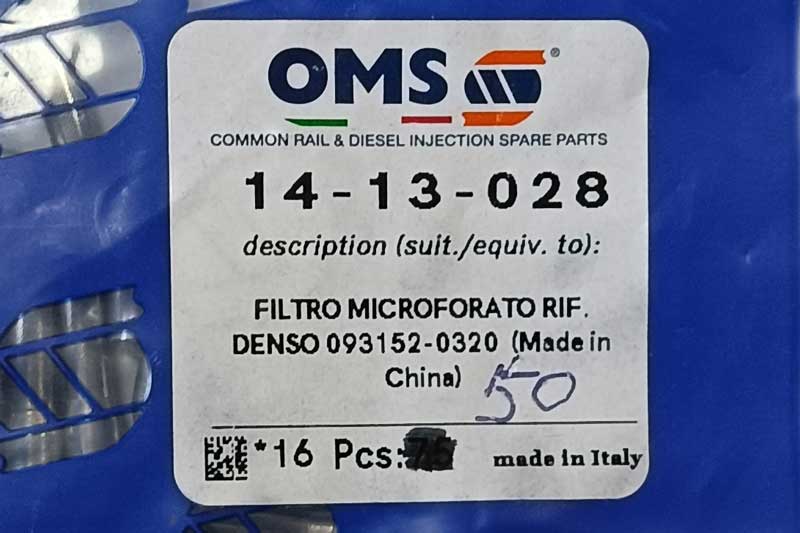 OMS®
COMMON RAIL & DIESEL INJECTION SPARE PARTS
14-13-028
description (suit./equiv. to):
FILTRO MICROFORATO RIF.
DENSO 093152-0320 (Made in
China) 50
*16 Pcs: made in Italy